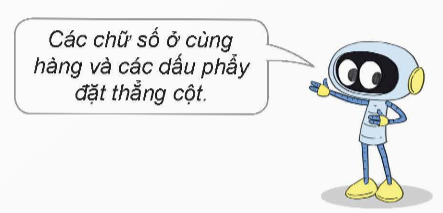 Các chữ số ở cùng
hàng và các dấu phẩy
đặt thẳng cột.